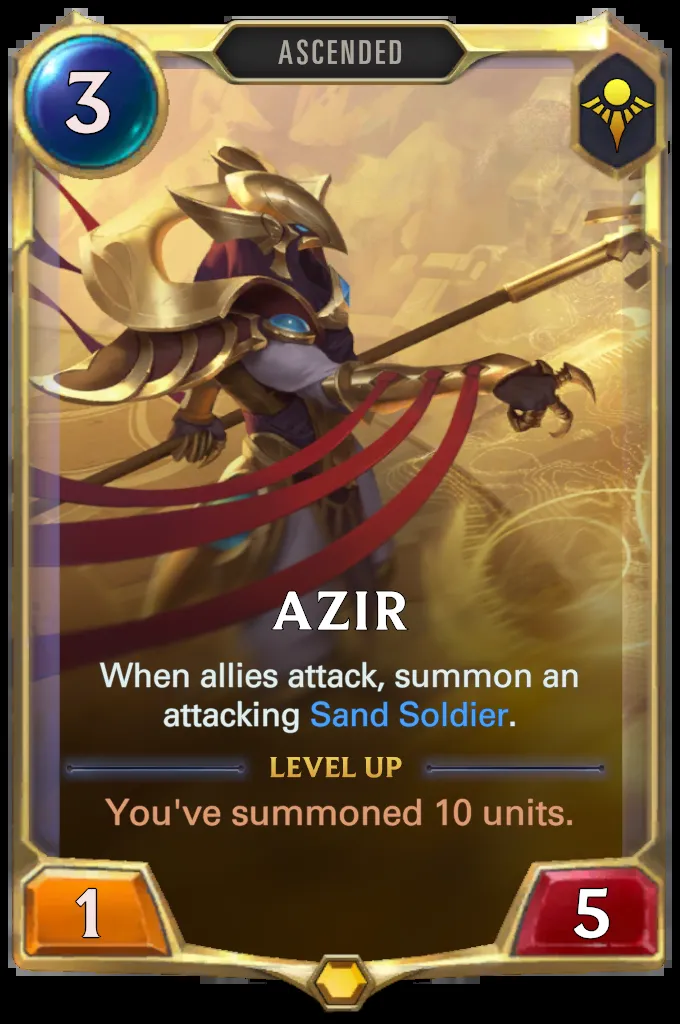 ASCENDED
3
AZIR
When allies attack, summon an
attacking Sand Soldier.
LEVEL UP
You've summoned 10 units.
1
5